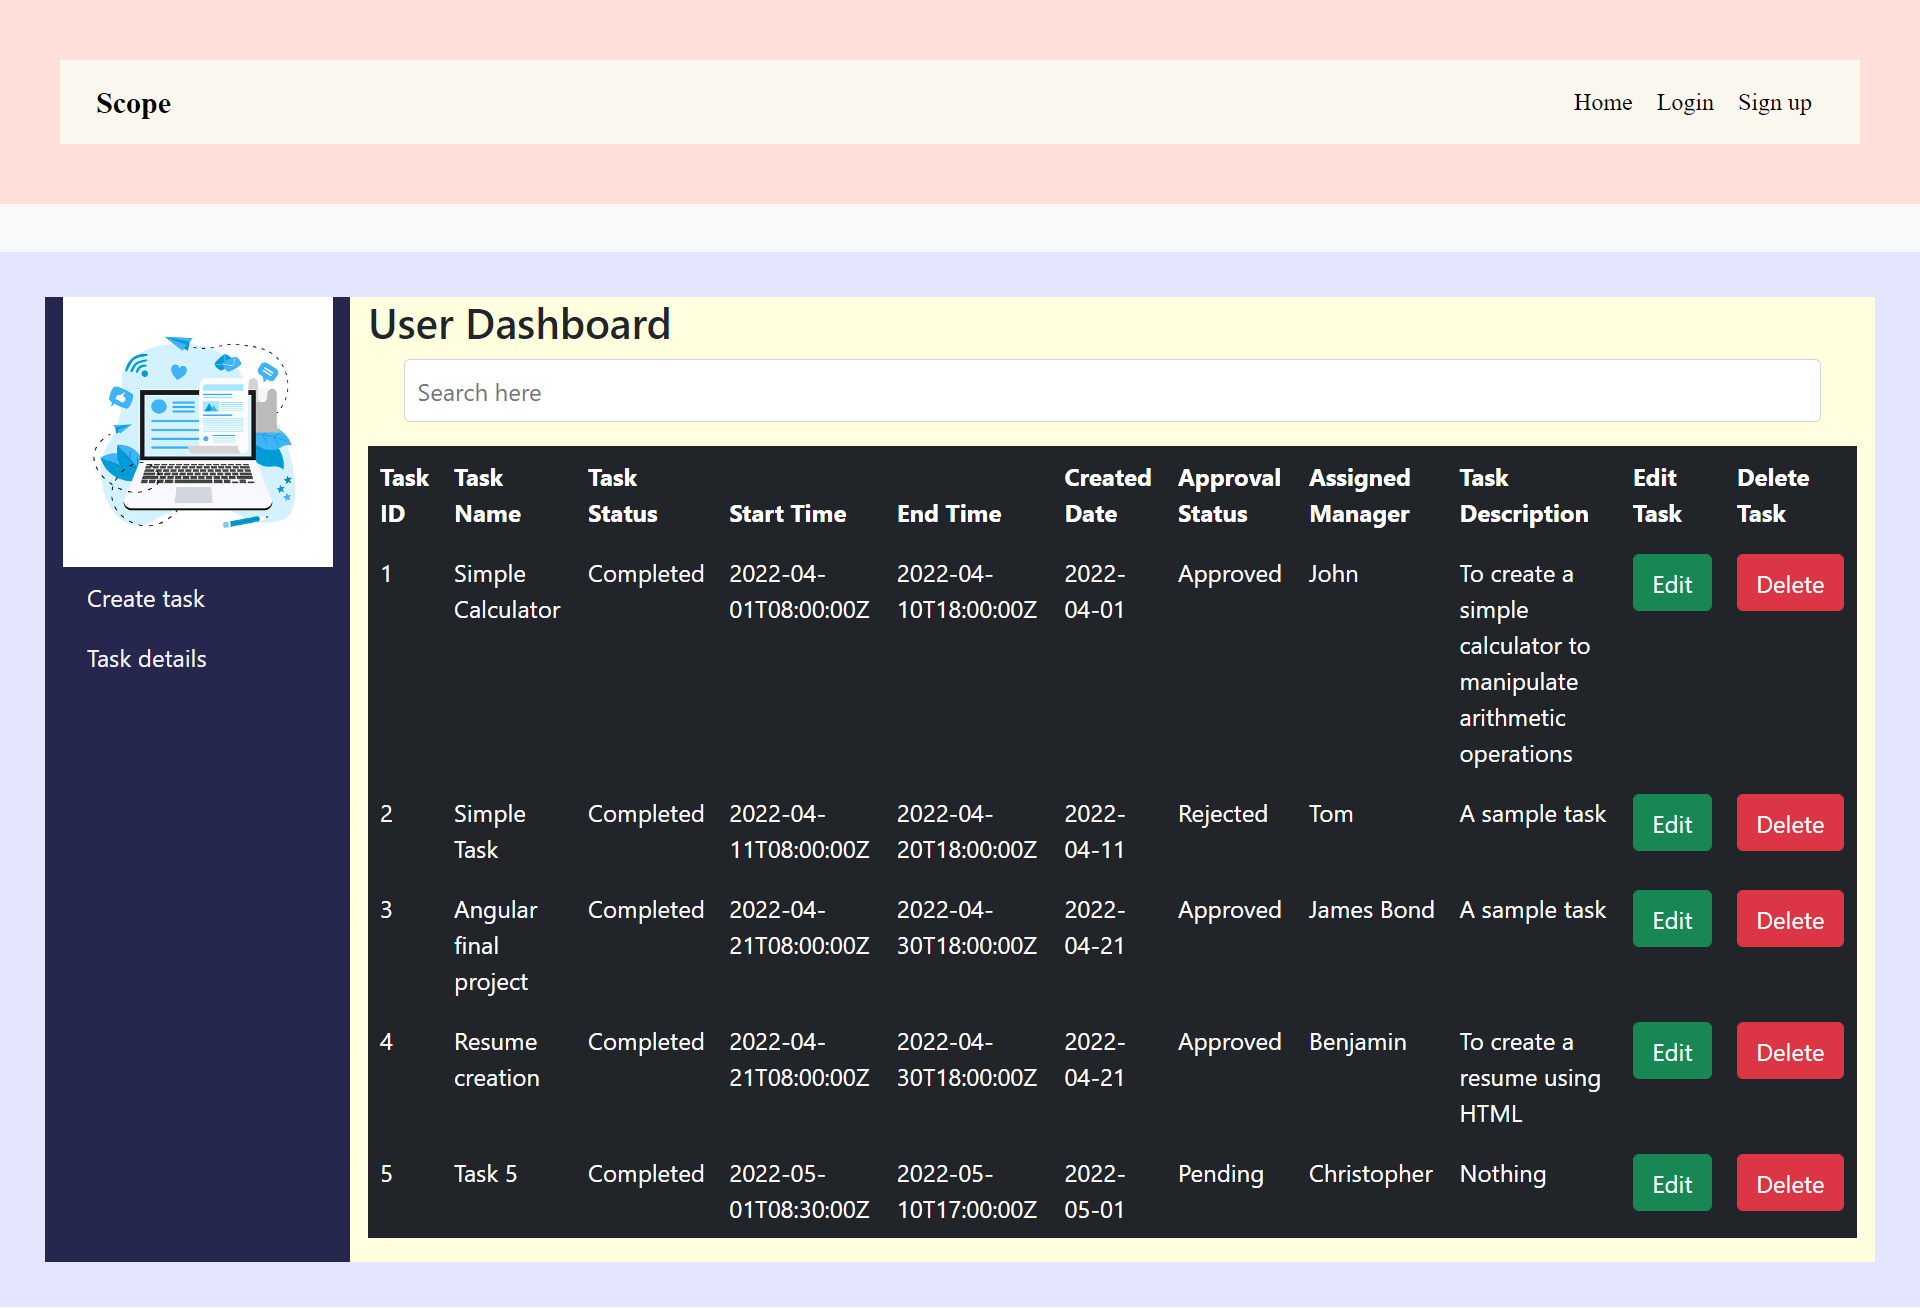 Scope
Home Login Sign up
User Dashboard
Search here
Create task
Task details
Task ID Task Name Task Status Start Time End Time Created Date Approval Status Assigned Manager Task Description Edit Task Delete Task
1 Simple Calculator Completed 2022-04-01T08:00:00Z 2022-04-10T18:00:00Z 2022-04-01 Approved John To create a simple calculator to manipulate arithmetic operations Edit Delete
2 Simple Task Completed 2022-04-11T08:00:00Z 2022-04-20T18:00:00Z 2022-04-11 Rejected Tom A sample task Edit Delete
3 Angular final project Completed 2022-04-21T08:00:00Z 2022-04-30T18:00:00Z 2022-04-21 Approved James Bond A sample task Edit Delete
4 Resume creation Completed 2022-04-21T08:00:00Z 2022-04-30T18:00:00Z 2022-04-21 Approved Benjamin To create a resume using HTML Edit Delete
5 Task 5 Completed 2022-05-01T08:30:00Z 2022-05-10T17:00:00Z 2022-05-01 Pending Christopher Nothing Edit Delete